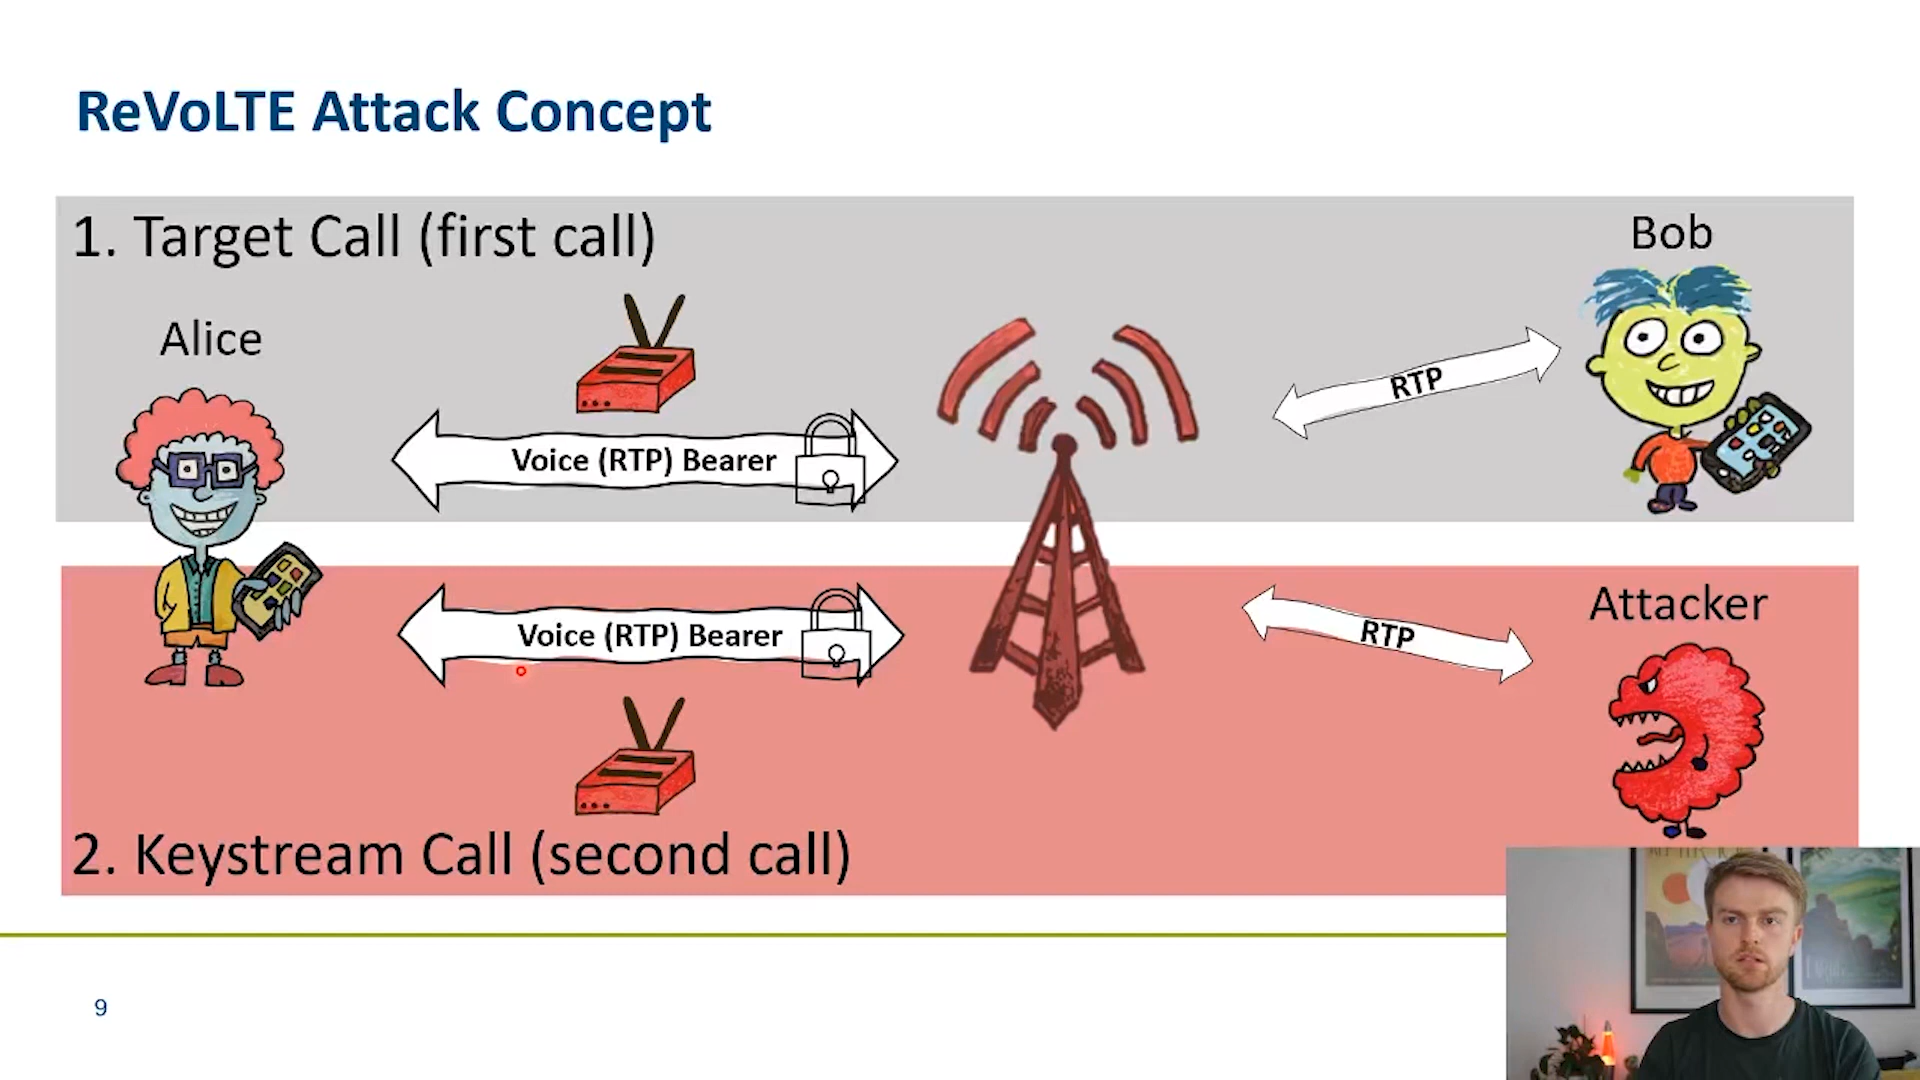 ReVoLTE Attack Concept
1. Target Call (first call)
Bob
Alice
RTP
Voice (RTP) Bearer
Attacker
Voice (RTP) Bearer
RTP
2. Keystream Call (second call)
9